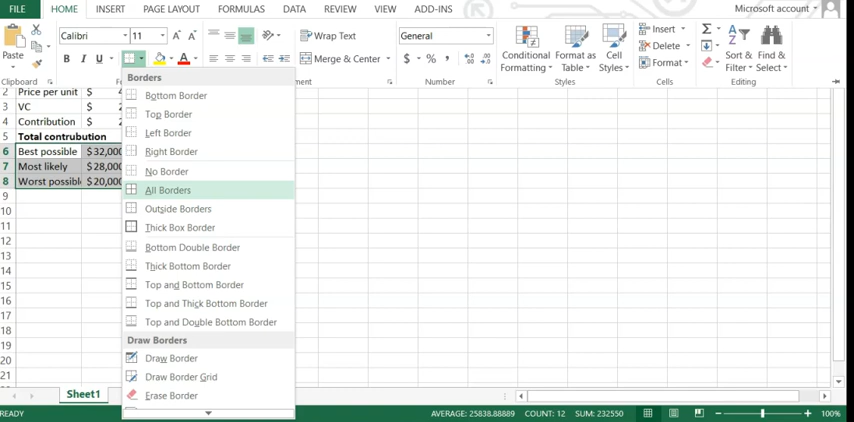 FILE HOME INSERT PAGE LAYOUT FORMULAS DATA REVIEW VIEW ADD-INS Microsoft account
Calibri 11 A A Wrap Text General Insert
Paste B I U A Merge & Center $ % , .0 .00 Conditional Formatting Format as Table Cell Styles Delete Sort & Filter Find & Select
Format
Clipboard Number Styles Cells Editing
2 Price per unit $
3 VC $ 2
4 Contribution $ 2
5 Total contrubution
6 Best possible $32,000
7 Most likely $28,000
8 Worst possibl $20,000
9
10
11
12
13
14
15
16
17
18
19
20
21
Borders
Bottom Border
Top Border
Left Border
Right Border
No Border
All Borders
Outside Borders
Thick Box Border
Bottom Double Border
Thick Bottom Border
Top and Bottom Border
Top and Thick Bottom Border
Top and Double Bottom Border
Draw Borders
Draw Border
Draw Border Grid
Erase Border
Sheet1
READY AVERAGE: 25838.88889 COUNT: 12 SUM: 232550 100%